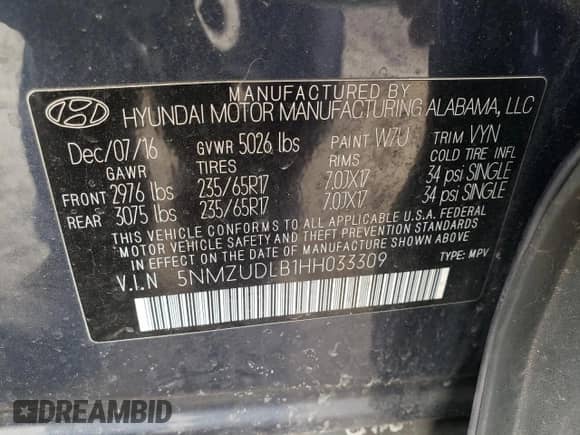 MANUFACTURED BY
HYUNDAI MOTOR MANUFACTURING ALABAMA, LLC
Dec/07/16 GVWR 5026 lbs PAINT W7U TRIM VYN
GAWR TIRES RIMS COLD TIRE INFL
FRONT 2976 lbs 235/65R17 7.0JX17 34 psi SINGLE
REAR 3075 lbs 235/65R17 7.0JX17 34 psi SINGLE
THIS VEHICLE CONFORMS TO ALL APPLICABLE U.S.A. FEDERAL
MOTOR VEHICLE SAFETY AND THEFT PREVENTION STANDARDS
IN EFFECT ON THE DATE OF MANUFACTURE SHOWN ABOVE.
V.I.N 5NMZUDLB1HH033309 TYPE: MPV
DREAMBID